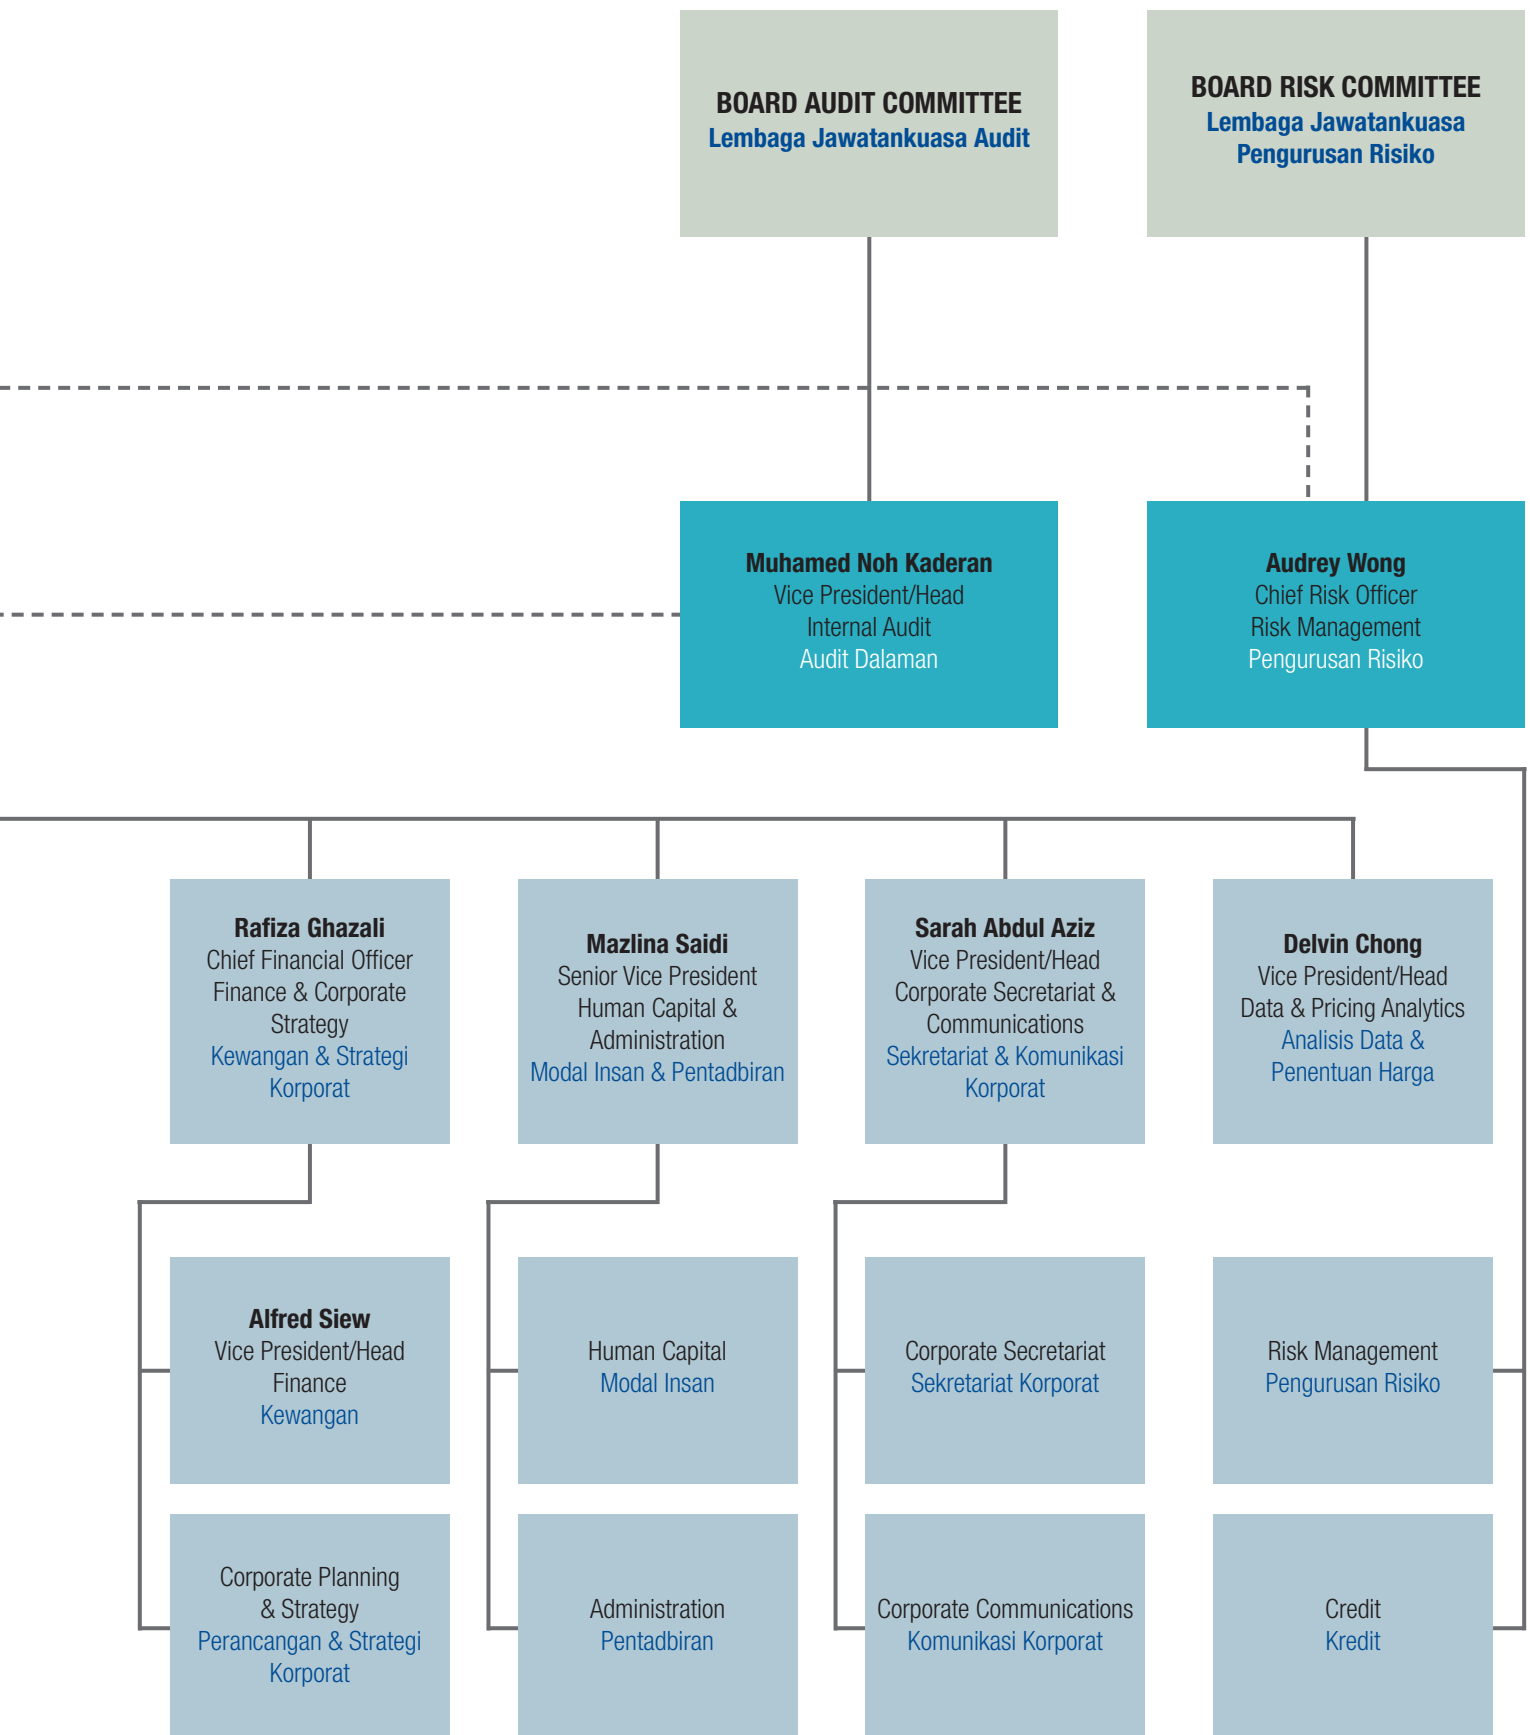 BOARD AUDIT COMMITTEE
Lembaga Jawatankuasa Audit
BOARD RISK COMMITTEE
Lembaga Jawatankuasa
Pengurusan Risiko
Muhamed Noh Kaderan
Vice President/Head
Internal Audit
Audit Dalaman
Audrey Wong
Chief Risk Officer
Risk Management
Pengurusan Risiko
Rafiza Ghazali
Chief Financial Officer
Finance & Corporate
Strategy
Kewangan & Strategi
Korporat
Mazlina Saidi
Senior Vice President
Human Capital &
Administration
Modal Insan & Pentadbiran
Sarah Abdul Aziz
Vice President/Head
Corporate Secretariat &
Communications
Sekretariat & Komunikasi
Korporat
Delvin Chong
Vice President/Head
Data & Pricing Analytics
Analisis Data &
Penentuan Harga
Alfred Siew
Vice President/Head
Finance
Kewangan
Human Capital
Modal Insan
Corporate Secretariat
Sekretariat Korporat
Risk Management
Pengurusan Risiko
Corporate Planning
& Strategy
Perancangan & Strategi
Korporat
Administration
Pentadbiran
Corporate Communications
Komunikasi Korporat
Credit
Kredit